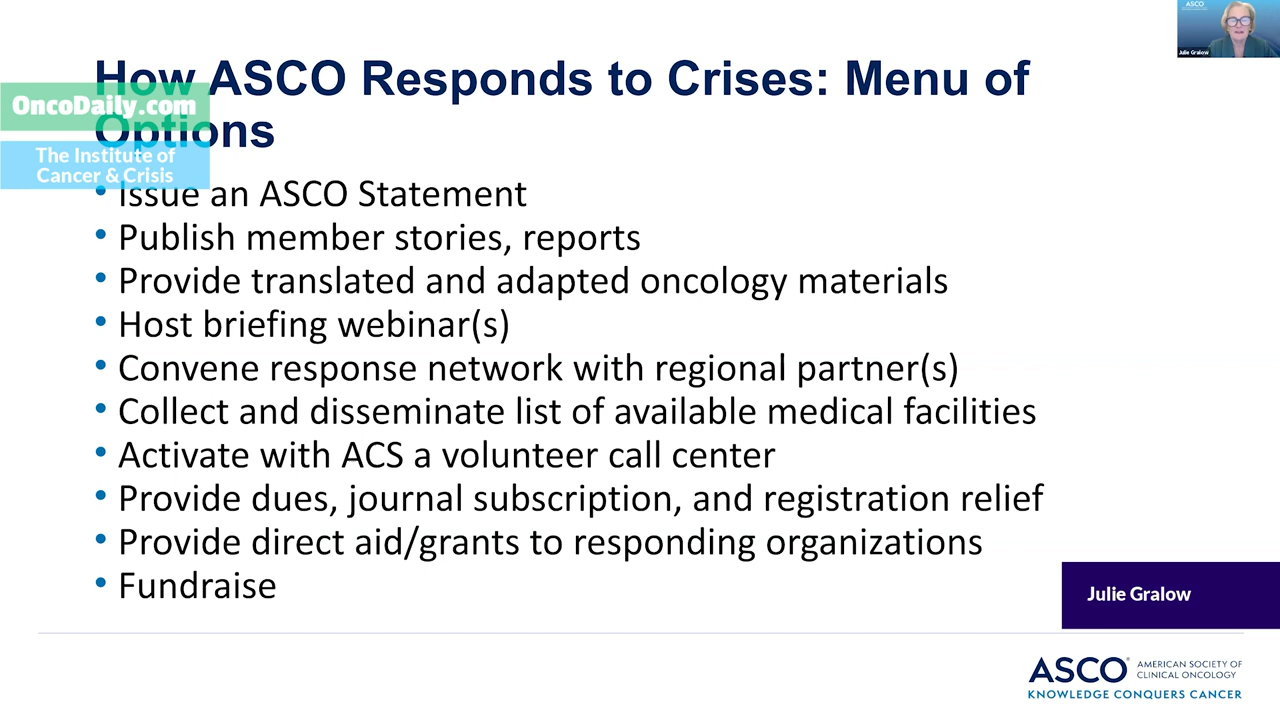 ASCO
Julie Gralow
How ASCO Responds to Crises: Menu of
Options
OncoDaily.com
The Institute of
Cancer & Crisis
• Issue an ASCO Statement
• Publish member stories, reports
• Provide translated and adapted oncology materials
• Host briefing webinar(s)
• Convene response network with regional partner(s)
• Collect and disseminate list of available medical facilities
• Activate with ACS a volunteer call center
• Provide dues, journal subscription, and registration relief
• Provide direct aid/grants to responding organizations
• Fundraise
Julie Gralow
ASCO® AMERICAN SOCIETY OF
CLINICAL ONCOLOGY
KNOWLEDGE CONQUERS CANCER